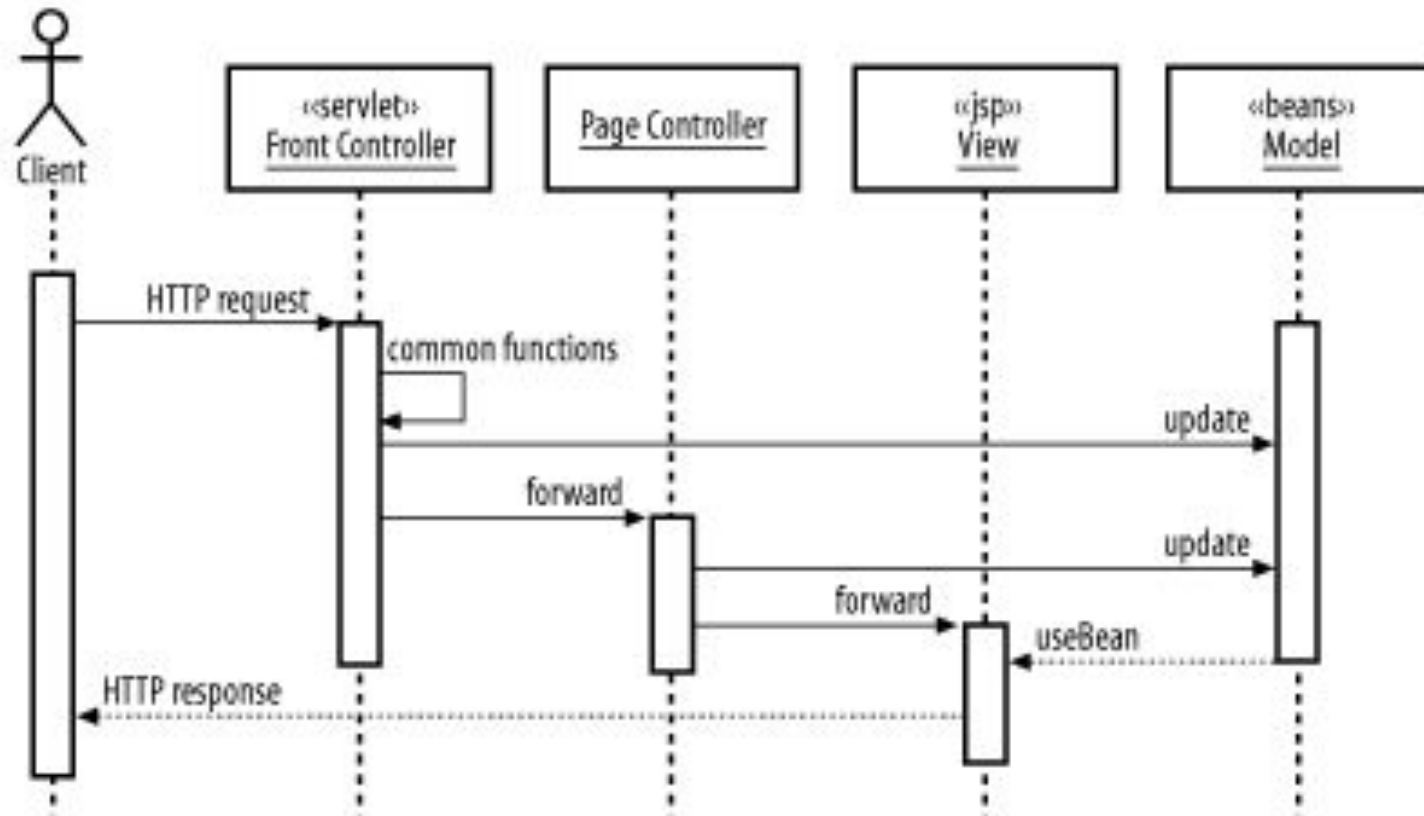 Client
«servlet»
Front Controller
Page Controller
«jsp»
View
«beans»
Model
HTTP request
common functions
update
forward
update
forward
useBean
HTTP response